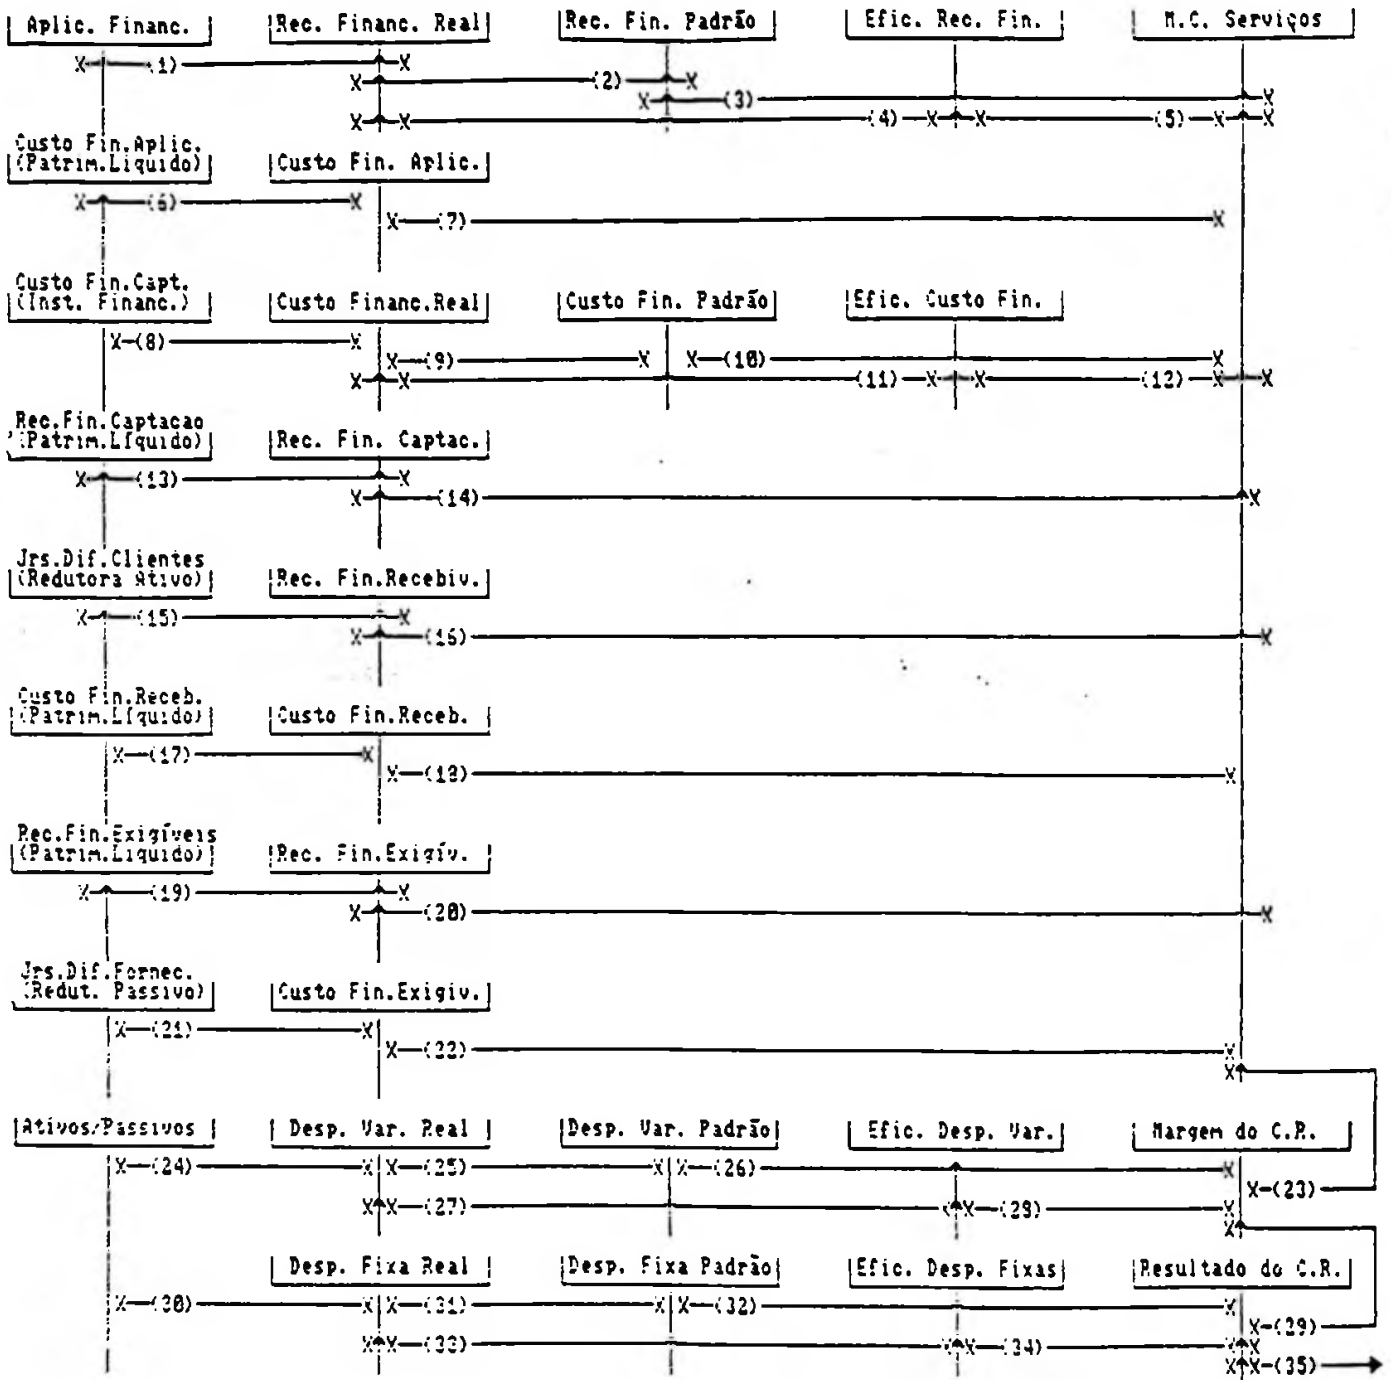 Aplic. Financ.
Rec. Financ. Real
Rec. Fin. Padrão
Efic. Rec. Fin.
M.C. Serviços
X (1) X
X (2) X
X (3) X
X X (4) X X (5) X X
Custo Fin.Aplic.
(Patrim.Liquido)
Custo Fin. Aplic.
X (6) X
X (7) X
Custo Fin.Capt.
(Inst. Financ.)
Custo Financ.Real
Custo Fin. Padrão
Efic. Custo Fin.
X (8) X
X (9) X X (10) X
X X (11) X X (12) X X
Rec.Fin.Captacao
(Patrim.Líquido)
Rec. Fin. Captac.
X (13) X
X (14) X
Jrs.Dif.Clientes
(Redutora Ativo)
Rec. Fin.Recebiv.
X (15) X
X (16) X
Custo Fin.Receb.
(Patrim.Líquido)
Custo Fin.Receb.
X (17) X
X (18) X
Rec.Fin.Exigíveis
(Patrim.Liquido)
Rec. Fin.Exigív.
X (19) X
X (20) X
Jrs.Dif.Fornec.
(Redut. Passivo)
Custo Fin.Exigiv.
X (21) X
X (22) X
X
Ativos/Passivos
Desp. Var. Real
Desp. Var. Padrão
Efic. Desp. Var.
Margem do C.R.
X (24) X X (25) X X (26) X
X (23)
X X (27) X X (28) X
X
Desp. Fixa Real
Desp. Fixa Padrão
Efic. Desp. Fixas
Resultado do C.R.
X (30) X X (31) X X (32) X
X (29)
X X (33) X X (34) X X
X X (35)